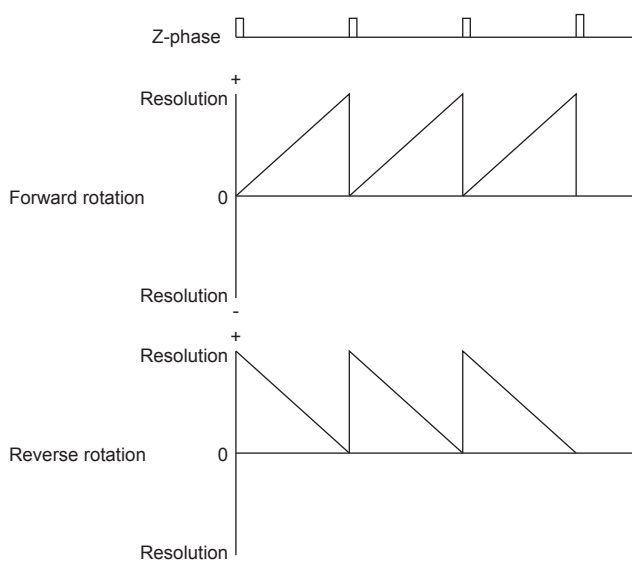 Z-phase
+
Resolution
Forward rotation 0
Resolution
-
+
Resolution
Reverse rotation 0
Resolution